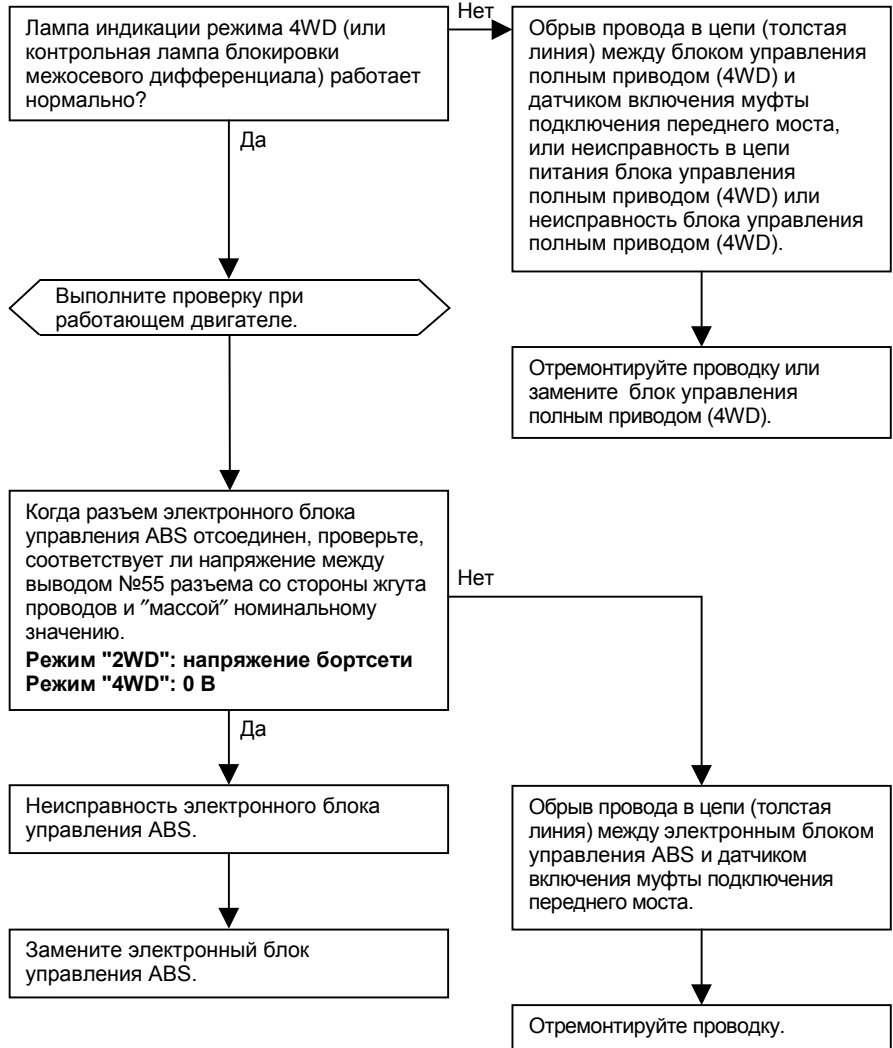 Лампа индикации режима 4WD (или
контрольная лампа блокировки
межосевого дифференциала) работает
нормально?
Нет
Обрыв провода в цепи (толстая
линия) между блоком управления
полным приводом (4WD) и
датчиком включения муфты
подключения переднего моста,
или неисправность в цепи
питания блока управления
полным приводом (4WD) или
неисправность блока управления
полным приводом (4WD).
Да
Выполните проверку при
работающем двигателе.
Отремонтируйте проводку или
замените блок управления
полным приводом (4WD).
Когда разъем электронного блока
управления ABS отсоединен, проверьте,
соответствует ли напряжение между
выводом №55 разъема со стороны жгута
проводов и ″массой″ номинальному
значению.
Режим "2WD": напряжение бортсети
Режим "4WD": 0 В
Нет
Да
Неисправность электронного блока
управления ABS.
Обрыв провода в цепи (толстая
линия) между электронным блоком
управления ABS и датчиком
включения муфты подключения
переднего моста.
Замените электронный блок
управления ABS.
Отремонтируйте проводку.